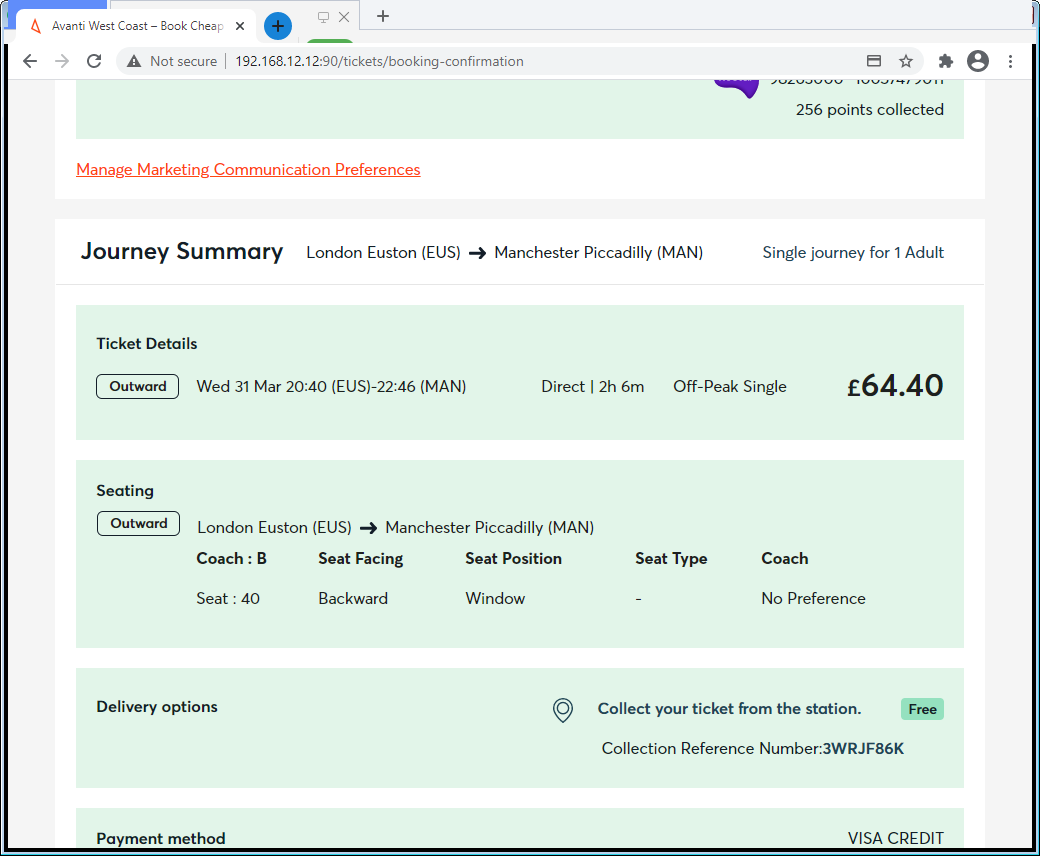 Avanti West Coast – Book Cheap
Not secure 192.168.12.12:90/tickets/booking-confirmation
256 points collected
Manage Marketing Communication Preferences
Journey Summary London Euston (EUS) → Manchester Piccadilly (MAN) Single journey for 1 Adult
Ticket Details
Outward Wed 31 Mar 20:40 (EUS)-22:46 (MAN) Direct | 2h 6m Off-Peak Single £64.40
Seating
Outward London Euston (EUS) → Manchester Piccadilly (MAN)
Coach : B Seat Facing Seat Position Seat Type Coach
Seat : 40 Backward Window - No Preference
Delivery options Collect your ticket from the station. Free
Collection Reference Number:3WRJF86K
Payment method VISA CREDIT